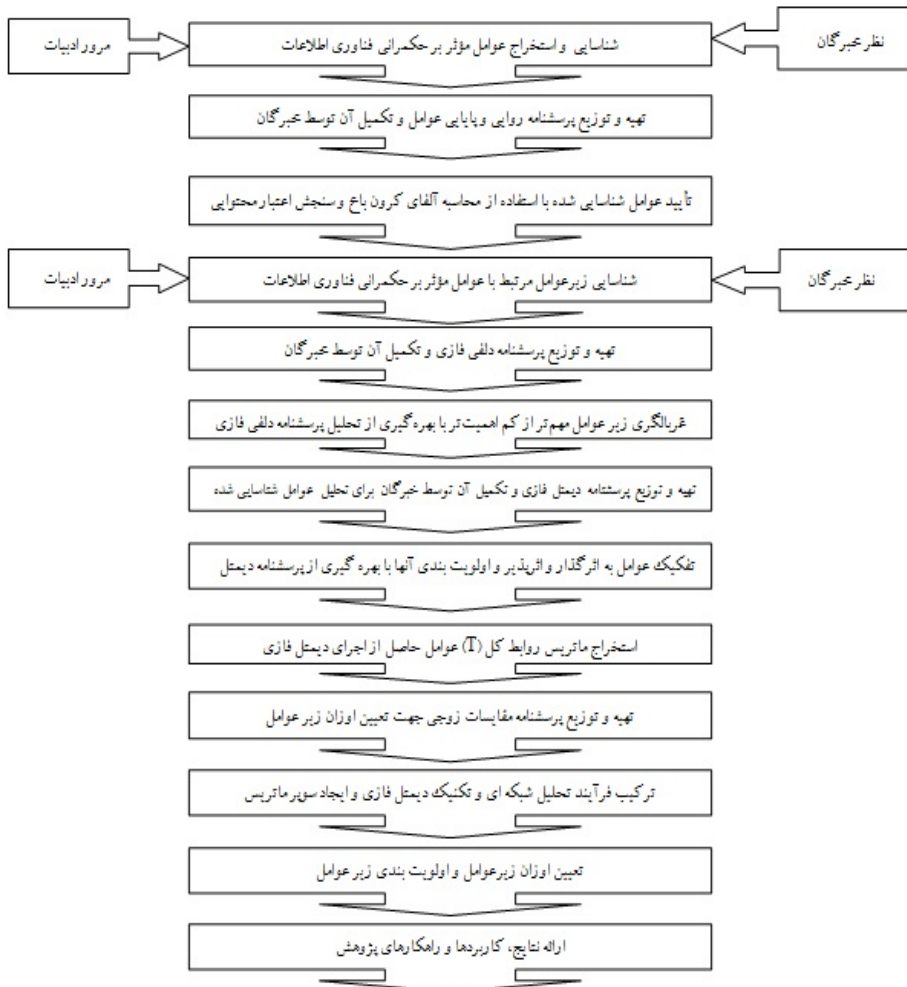 نظر خبرگان
مرور ادبیات
شناسایی و استخراج عوامل مؤثر بر حکمرانی فناوری اطلاعات
تهیه و توزیع پرسشنامه روایی و پایایی عوامل و تکمیل آن توسط خبرگان
تأیید عوامل شناسایی شده با استفاده از محاسبه آلفای کرون باخ و سنجش اعتبار محتوایی
نظر خبرگان
مرور ادبیات
شناسایی زیرعوامل مرتبط با عوامل مؤثر بر حکمرانی فناوری اطلاعات
تهیه و توزیع پرسشنامه دلفی فازی و تکمیل آن توسط خبرگان
غربالگری زیر عوامل مهم‌تر از کم اهمیت‌تر با بهره گیری از تحلیل پرسشنامه دلفی فازی
تهیه و توزیع پرسشنامه دیمتل فازی و تکمیل آن توسط خبرگان برای تحلیل عوامل شناسایی شده
تفکیک عوامل به اثرگذار و اثرپذیر و اولویت بندی آنها با بهره گیری از پرسشنامه دیمتل
استخراج ماتریس روابط کل (T) عوامل حاصل از اجرای دیمتل فازی
تهیه و توزیع پرسشنامه مقایسات زوجی جهت تعیین اوزان زیر عوامل
ترکیب فرآیند تحلیل شبکه ای و تکنیک دیمتل فازی و ایجاد سوپر ماتریس
تعیین اوزان زیرعوامل و اولویت بندی زیر عوامل
ارائه نتایج، کاربردها و راهکارهای پژوهش